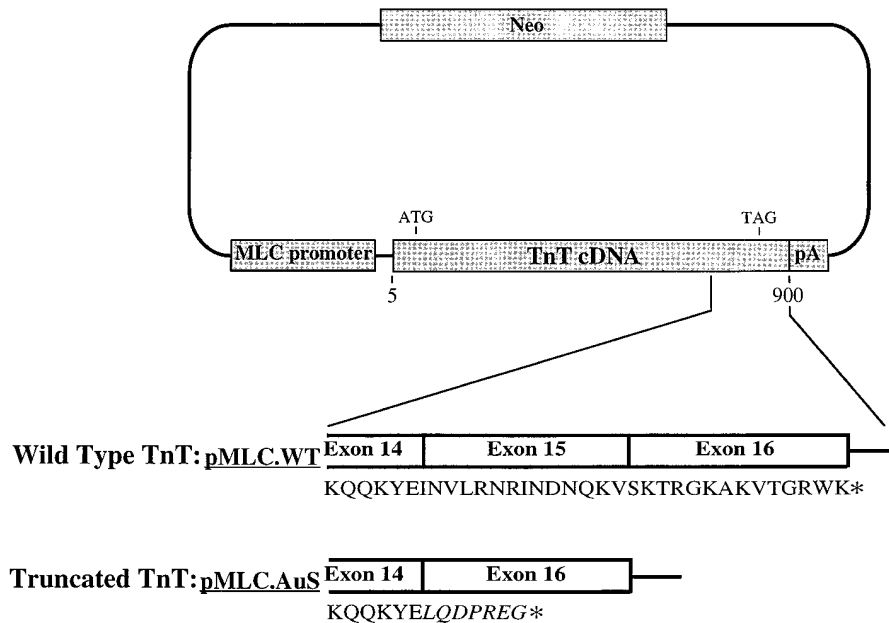 Neo
ATG TAG
MLC promoter TnT cDNA pA
5 900
Wild Type TnT: pMLC.WT Exon 14 Exon 15 Exon 16
KQQKYEINVLRNRINDNQKVSKTRGKAKVTGRWK*
Truncated TnT: pMLC.AuS Exon 14 Exon 16
KQQKYELQDPREG*